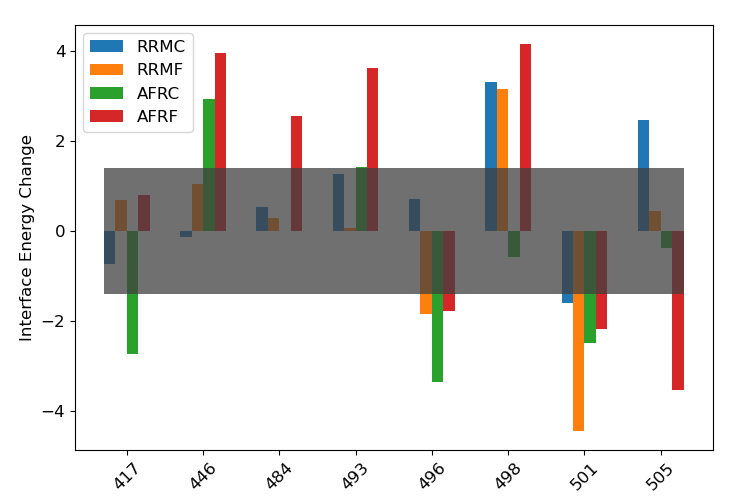 RRMC
RRMF
AFRC
AFRF
Interface Energy Change
4
2
0
−2
−4
417 446 484 493 496 498 501 505